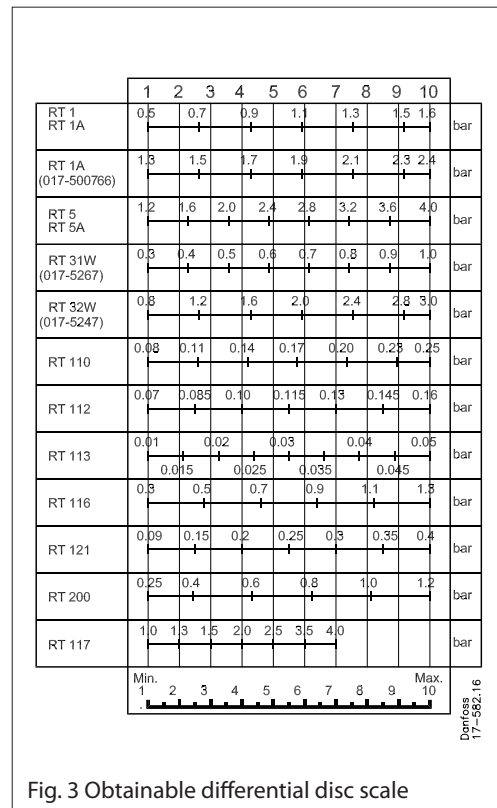 1 2 3 4 5 6 7 8 9 10
RT 1
RT 1A
0.5 0.7 0.9 1.1 1.3 1.5 1.6
bar
RT 1A
(017-500766)
1.3 1.5 1.7 1.9 2.1 2.3 2.4
bar
RT 5
RT 5A
1.2 1.6 2.0 2.4 2.8 3.2 3.6 4.0
bar
RT 31W
(017-5267)
0.3 0.4 0.5 0.6 0.7 0.8 0.9 1.0
bar
RT 32W
(017-5247)
0.8 1.2 1.6 2.0 2.4 2.8 3.0
bar
RT 110
0.08 0.11 0.14 0.17 0.20 0.23 0.25
bar
RT 112
0.07 0.085 0.10 0.115 0.13 0.145 0.16
bar
RT 113
0.01 0.02 0.03 0.04 0.05
0.015 0.025 0.035 0.045
bar
RT 116
0.3 0.5 0.7 0.9 1.1 1.3
bar
RT 121
0.09 0.15 0.2 0.25 0.3 0.35 0.4
bar
RT 200
0.25 0.4 0.6 0.8 1.0 1.2
bar
RT 117
1.0 1.3 1.5 2.0 2.5 3.5 4.0
bar
Min. Max.
1 2 3 4 5 6 7 8 9 10
Danfoss
17-582.16
Fig. 3 Obtainable differential disc scale